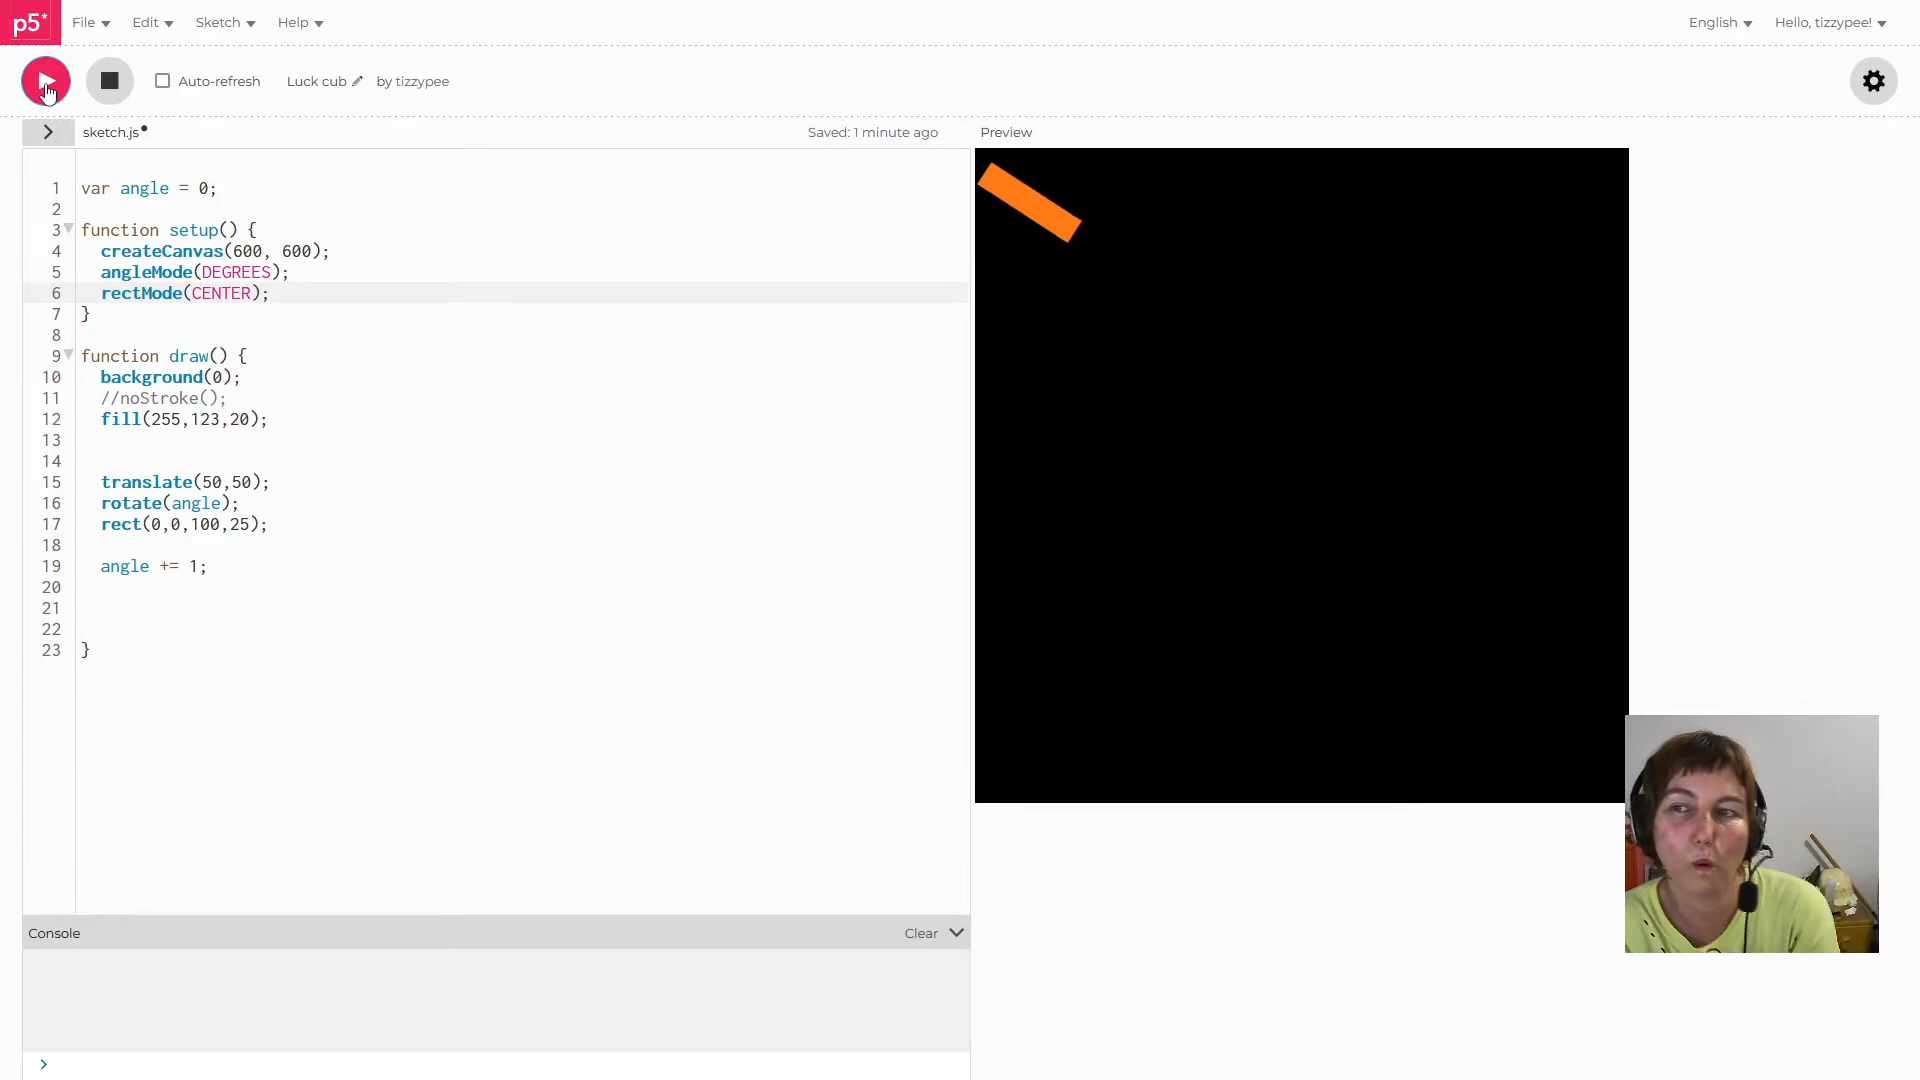 p5*
File Edit Sketch Help
English Hello, tizzypee!
Auto-refresh Luck cub by tizzypee
sketch.js Saved: 1 minute ago Preview
1 var angle = 0;
2
3 function setup() {
4 createCanvas(600, 600);
5 angleMode(DEGREES);
6 rectMode(CENTER);
7 }
8
9 function draw() {
10 background(0);
11 //noStroke();
12 fill(255,123,20);
13
14
15 translate(50,50);
16 rotate(angle);
17 rect(0,0,100,25);
18
19 angle += 1;
20
21
22
23 }
Console Clear